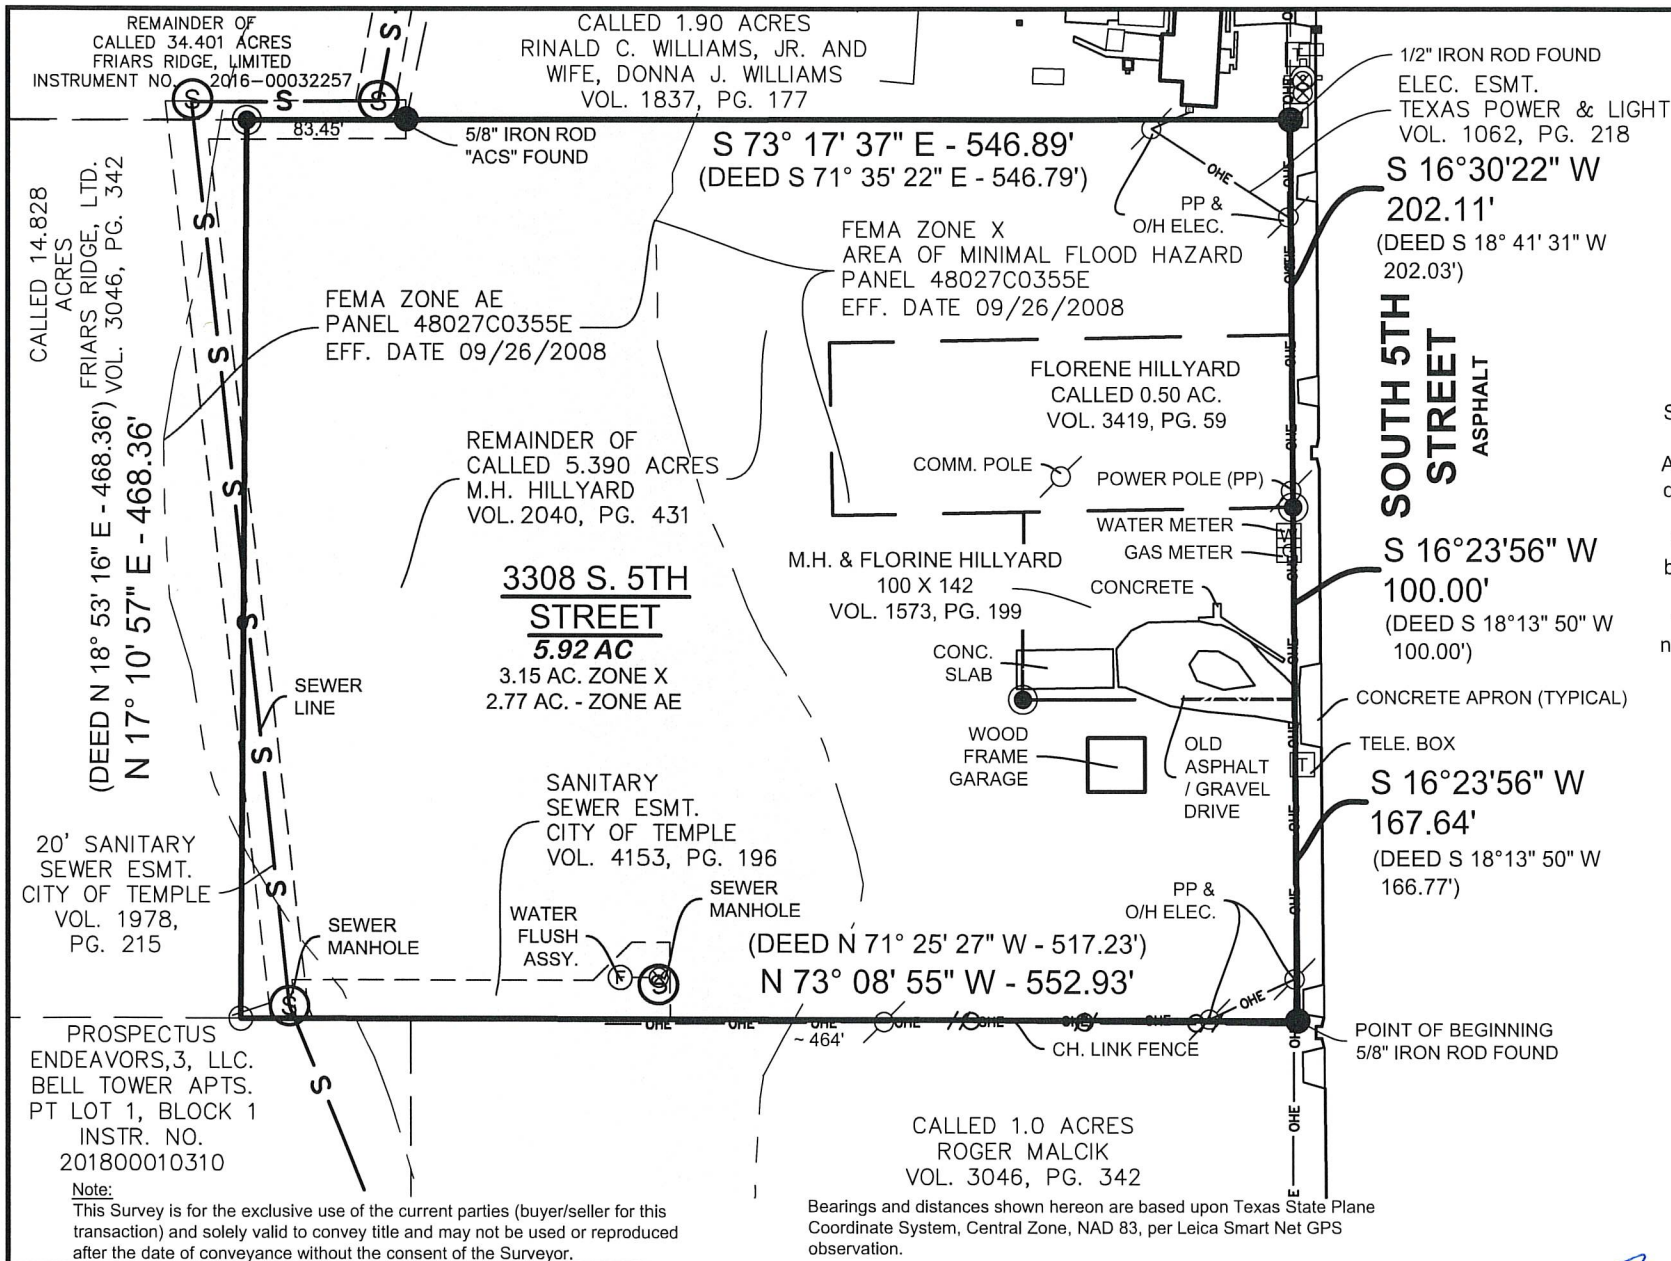 REMAINDER OF
CALLED 34.401 ACRES
FRIARS RIDGE, LIMITED
INSTRUMENT NO. 2016-00032257
CALLED 1.90 ACRES
RINALD C. WILLIAMS, JR. AND
WIFE, DONNA J. WILLIAMS
VOL. 1837, PG. 177
1/2" IRON ROD FOUND
ELEC. ESMT.
TEXAS POWER & LIGHT
VOL. 1062, PG. 218
83.45'
5/8" IRON ROD
"ACS" FOUND
S 73° 17' 37" E - 546.89'
(DEED S 71° 35' 22" E - 546.79')
S 16°30'22" W
202.11'
(DEED S 18° 41' 31" W
202.03')
PP &
O/H ELEC.
OHE
CALLED 14.828
ACRES
FRIARS RIDGE, LTD.
VOL. 3046, PG. 342
FEMA ZONE X
AREA OF MINIMAL FLOOD HAZARD
PANEL 48027C0355E
EFF. DATE 09/26/2008
FEMA ZONE AE
PANEL 48027C0355E
EFF. DATE 09/26/2008
FLORENE HILLYARD
CALLED 0.50 AC.
VOL. 3419, PG. 59
SOUTH 5TH
STREET
ASPHALT
(DEED N 18° 53' 16" E - 468.36')
N 17° 10' 57" E - 468.36'
REMAINDER OF
CALLED 5.390 ACRES
M.H. HILLYARD
VOL. 2040, PG. 431
COMM. POLE
POWER POLE (PP)
WATER METER
GAS METER
M.H. & FLORINE HILLYARD
100 X 142
VOL. 1573, PG. 199
CONCRETE
S 16°23'56" W
100.00'
(DEED S 18°13" 50" W
100.00')
3308 S. 5TH
STREET
5.92 AC
3.15 AC. ZONE X
2.77 AC. - ZONE AE
CONC.
SLAB
SEWER
LINE
CONCRETE APRON (TYPICAL)
WOOD
FRAME
GARAGE
OLD
ASPHALT
/ GRAVEL
DRIVE
TELE. BOX
T
S 16°23'56" W
167.64'
(DEED S 18°13" 50" W
166.77')
SANITARY
SEWER ESMT.
CITY OF TEMPLE
VOL. 4153, PG. 196
20' SANITARY
SEWER ESMT.
CITY OF TEMPLE
VOL. 1978,
PG. 215
SEWER
MANHOLE
WATER
FLUSH
ASSY.
SEWER
MANHOLE
PP &
O/H ELEC.
(DEED N 71° 25' 27" W - 517.23')
N 73° 08' 55" W - 552.93'
OHE
~ 464'
CH. LINK FENCE
POINT OF BEGINNING
5/8" IRON ROD FOUND
PROSPECTUS
ENDEAVORS,3, LLC.
BELL TOWER APTS.
PT LOT 1, BLOCK 1
INSTR. NO.
201800010310
CALLED 1.0 ACRES
ROGER MALCIK
VOL. 3046, PG. 342
Note:
This Survey is for the exclusive use of the current parties (buyer/seller for this
transaction) and solely valid to convey title and may not be used or reproduced
after the date of conveyance without the consent of the Surveyor.
Bearings and distances shown hereon are based upon Texas State Plane
Coordinate System, Central Zone, NAD 83, per Leica Smart Net GPS
observation.